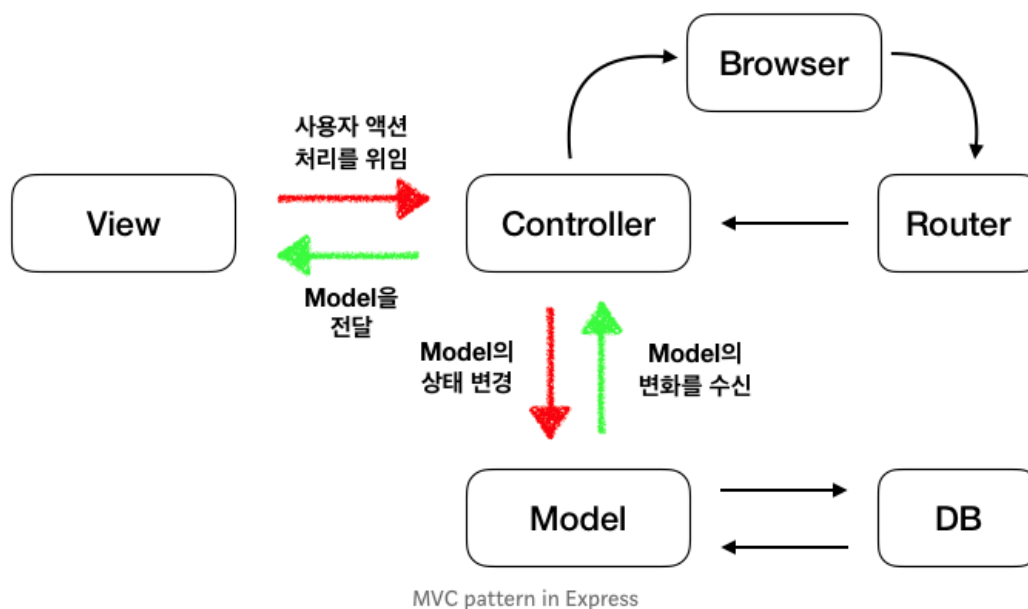 Browser
사용자 액션
처리를 위임
View
Controller
Router
Model을
전달
Model의
상태 변경
Model의
변화를 수신
Model
DB
MVC pattern in Express